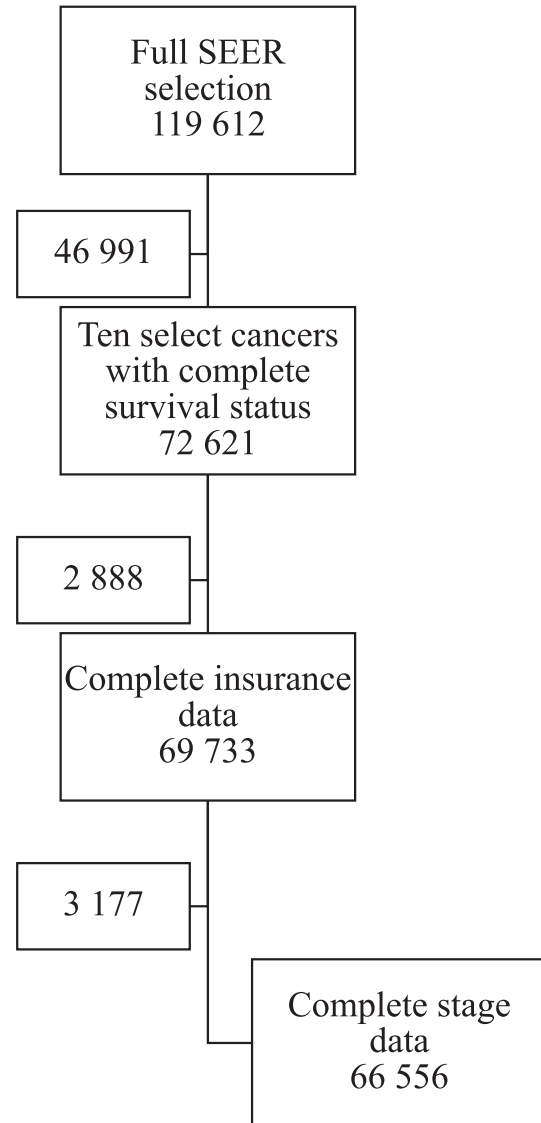 Full SEER
selection
119 612
46 991
Ten select cancers
with complete
survival status
72 621
2 888
Complete insurance
data
69 733
3 177
Complete stage
data
66 556